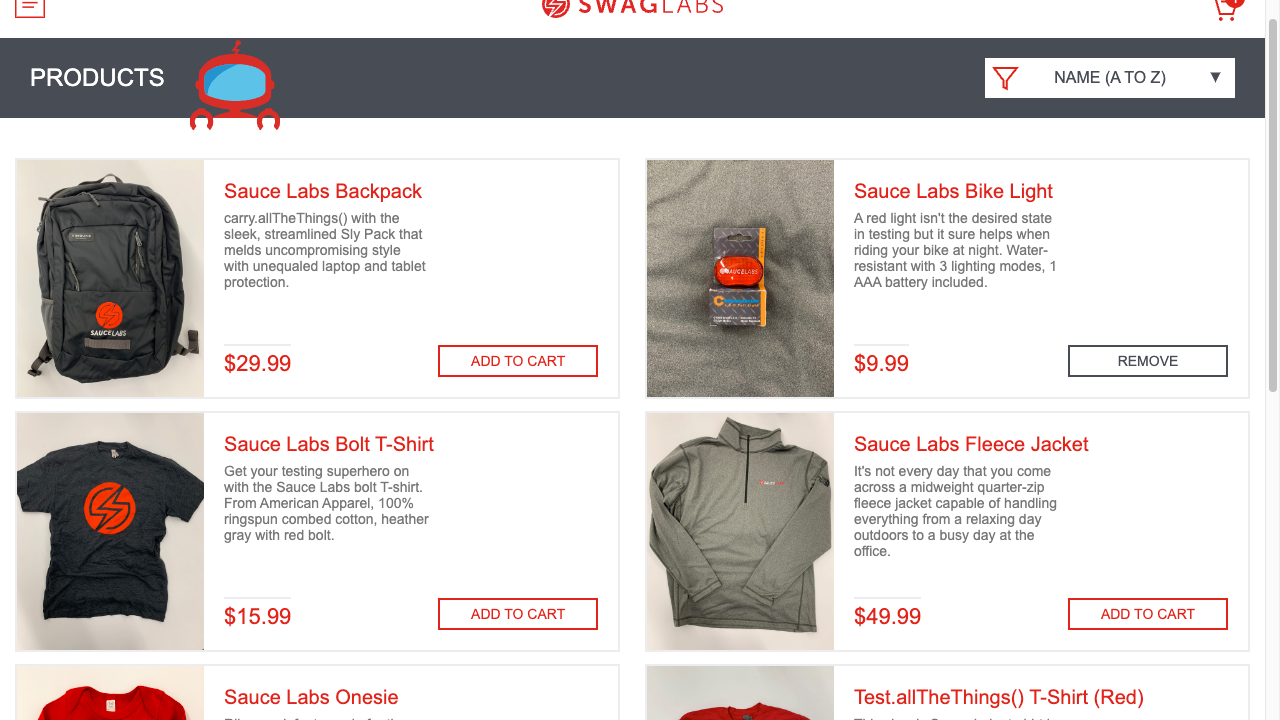 SWAGLABS
PRODUCTS
NAME (A TO Z) ▼
Sauce Labs Backpack
carry.allTheThings() with the
sleek, streamlined Sly Pack that
melds uncompromising style
with unequaled laptop and tablet
protection.
$29.99
ADD TO CART
SAUCELABS
Sauce Labs Bike Light
A red light isn't the desired state
in testing but it sure helps when
riding your bike at night. Water-
resistant with 3 lighting modes, 1
AAA battery included.
$9.99
REMOVE
SAUCELABS
Sauce Labs Bolt T-Shirt
Get your testing superhero on
with the Sauce Labs bolt T-shirt.
From American Apparel, 100%
ringspun combed cotton, heather
gray with red bolt.
$15.99
ADD TO CART
Sauce Labs Fleece Jacket
It's not every day that you come
across a midweight quarter-zip
fleece jacket capable of handling
everything from a relaxing day
outdoors to a busy day at the
office.
$49.99
ADD TO CART
Sauce Labs Onesie
Test.allTheThings() T-Shirt (Red)